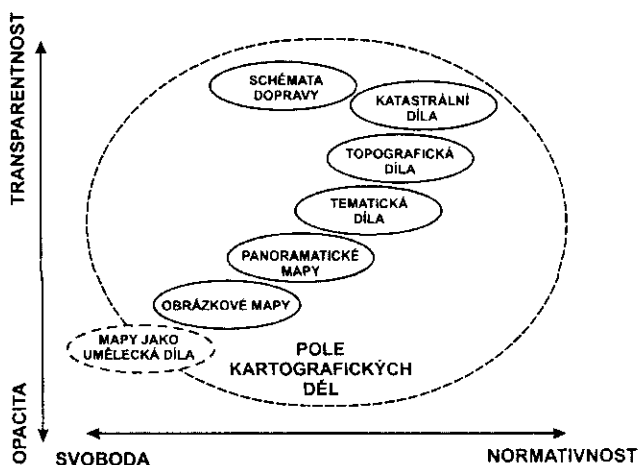 TRANSPARENTNOST
OPACITA
SCHÉMATA
DOPRAVY
KATASTRÁLNÍ
DÍLA
TOPOGRAFICKÁ
DÍLA
TEMATICKÁ
DÍLA
PANORAMATICKÉ
MAPY
OBRÁZKOVÉ MAPY
MAPY JAKO
UMĚLECKÁ DÍLA
POLE
KARTOGRAFICKÝCH
DĚL
SVOBODA
NORMATIVNOST